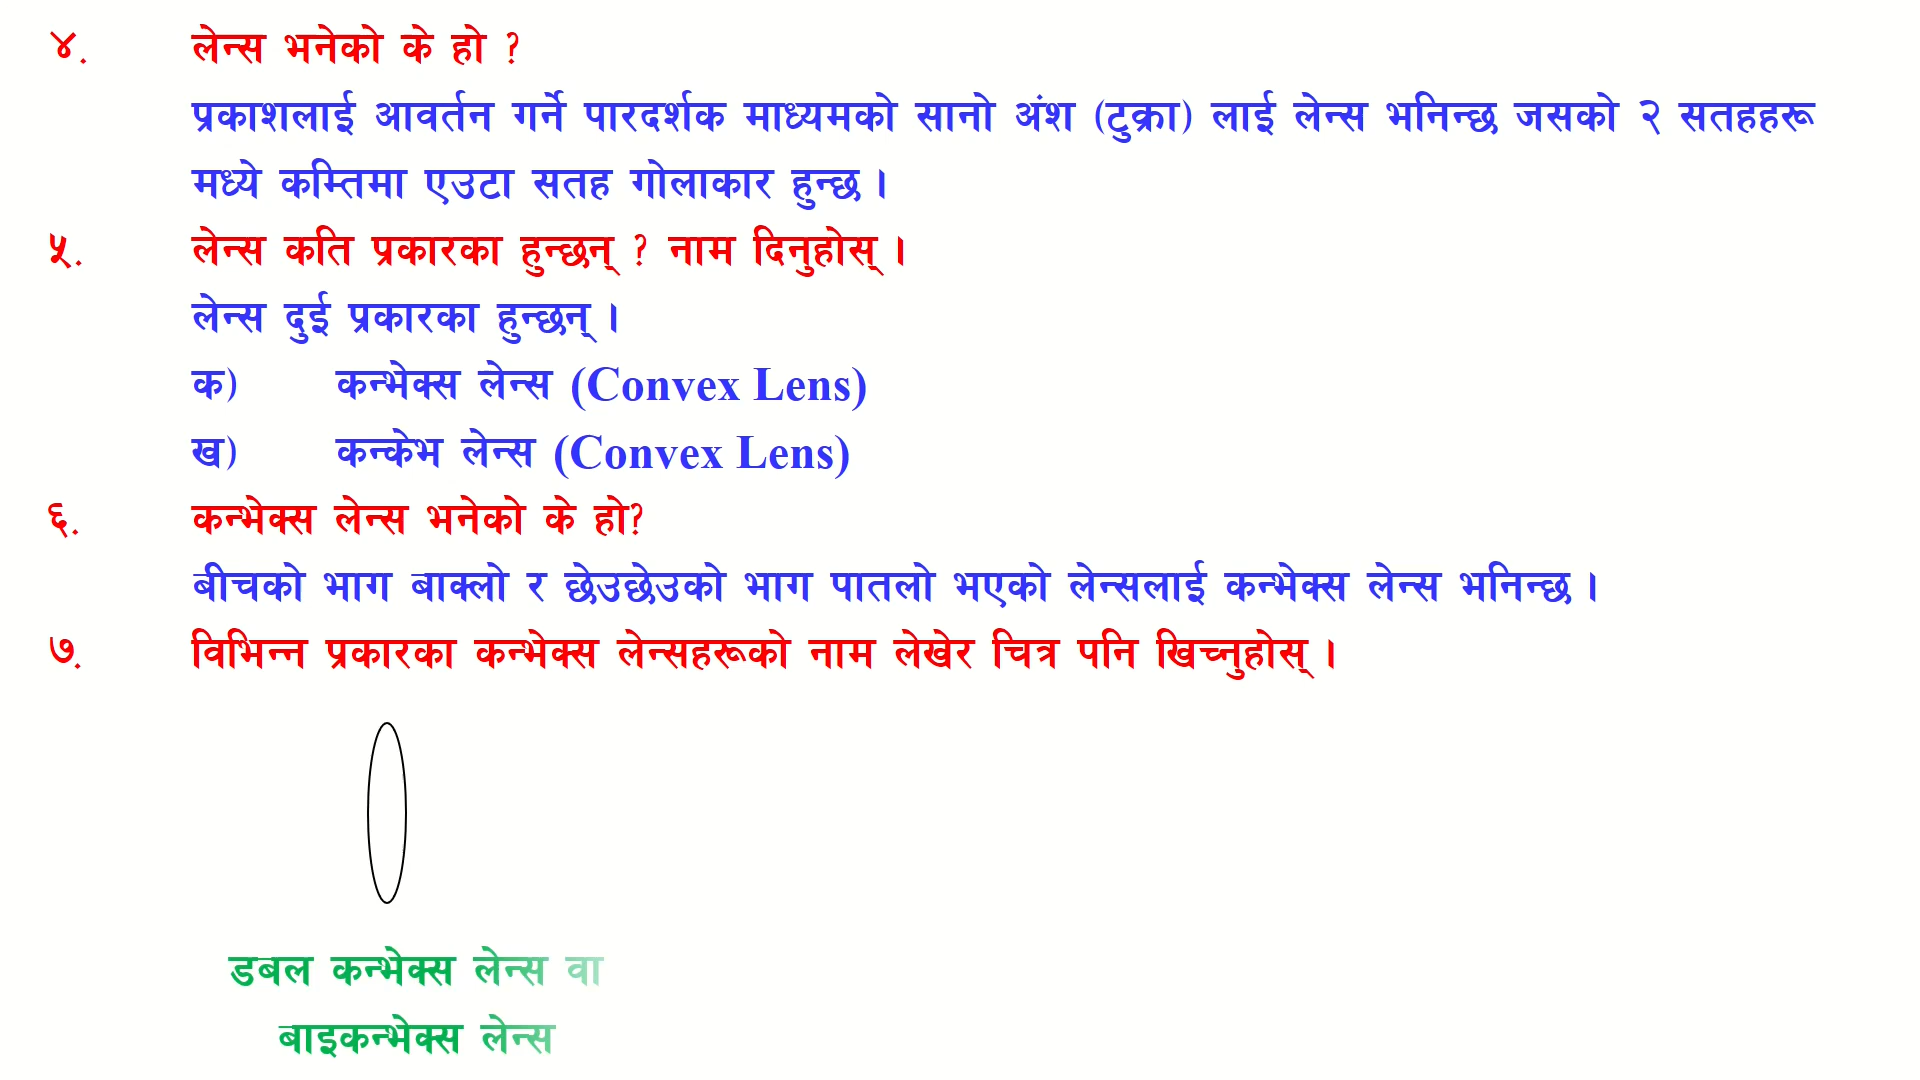 ४. लेन्स भनेको के हो ?
प्रकाशलाई आवर्तन गर्ने पारदर्शक माध्यमको सानो अंश (टुक्रा) लाई लेन्स भनिन्छ जसको २ सतहहरू
मध्ये कम्तिमा एउटा सतह गोलाकार हुन्छ ।
५. लेन्स कति प्रकारका हुन्छन् ? नाम दिनुहोस् ।
लेन्स दुई प्रकारका हुन्छन् ।
क) कन्भेक्स लेन्स (Convex Lens)
ख) कन्केभ लेन्स (Convex Lens)
६. कन्भेक्स लेन्स भनेको के हो?
बीचको भाग बाक्लो र छेउछेउको भाग पातलो भएको लेन्सलाई कन्भेक्स लेन्स भनिन्छ ।
७. विभिन्न प्रकारका कन्भेक्स लेन्सहरूको नाम लेखेर चित्र पनि खिच्नुहोस् ।
डबल कन्भेक्स लेन्स वा
बाइकन्भेक्स लेन्स